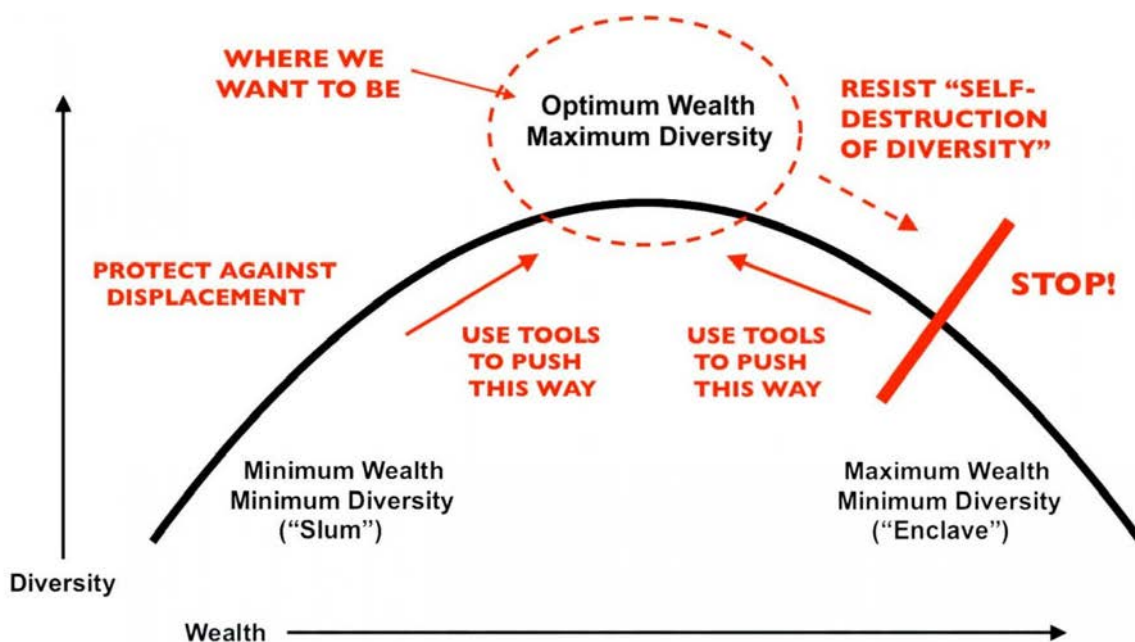 WHERE WE
WANT TO BE
Optimum Wealth
Maximum Diversity
RESIST “SELF-
DESTRUCTION
OF DIVERSITY”
PROTECT AGAINST
DISPLACEMENT
STOP!
USE TOOLS
TO PUSH
THIS WAY
USE TOOLS
TO PUSH
THIS WAY
Minimum Wealth
Minimum Diversity
(“Slum”)
Maximum Wealth
Minimum Diversity
(“Enclave”)
Diversity
Wealth